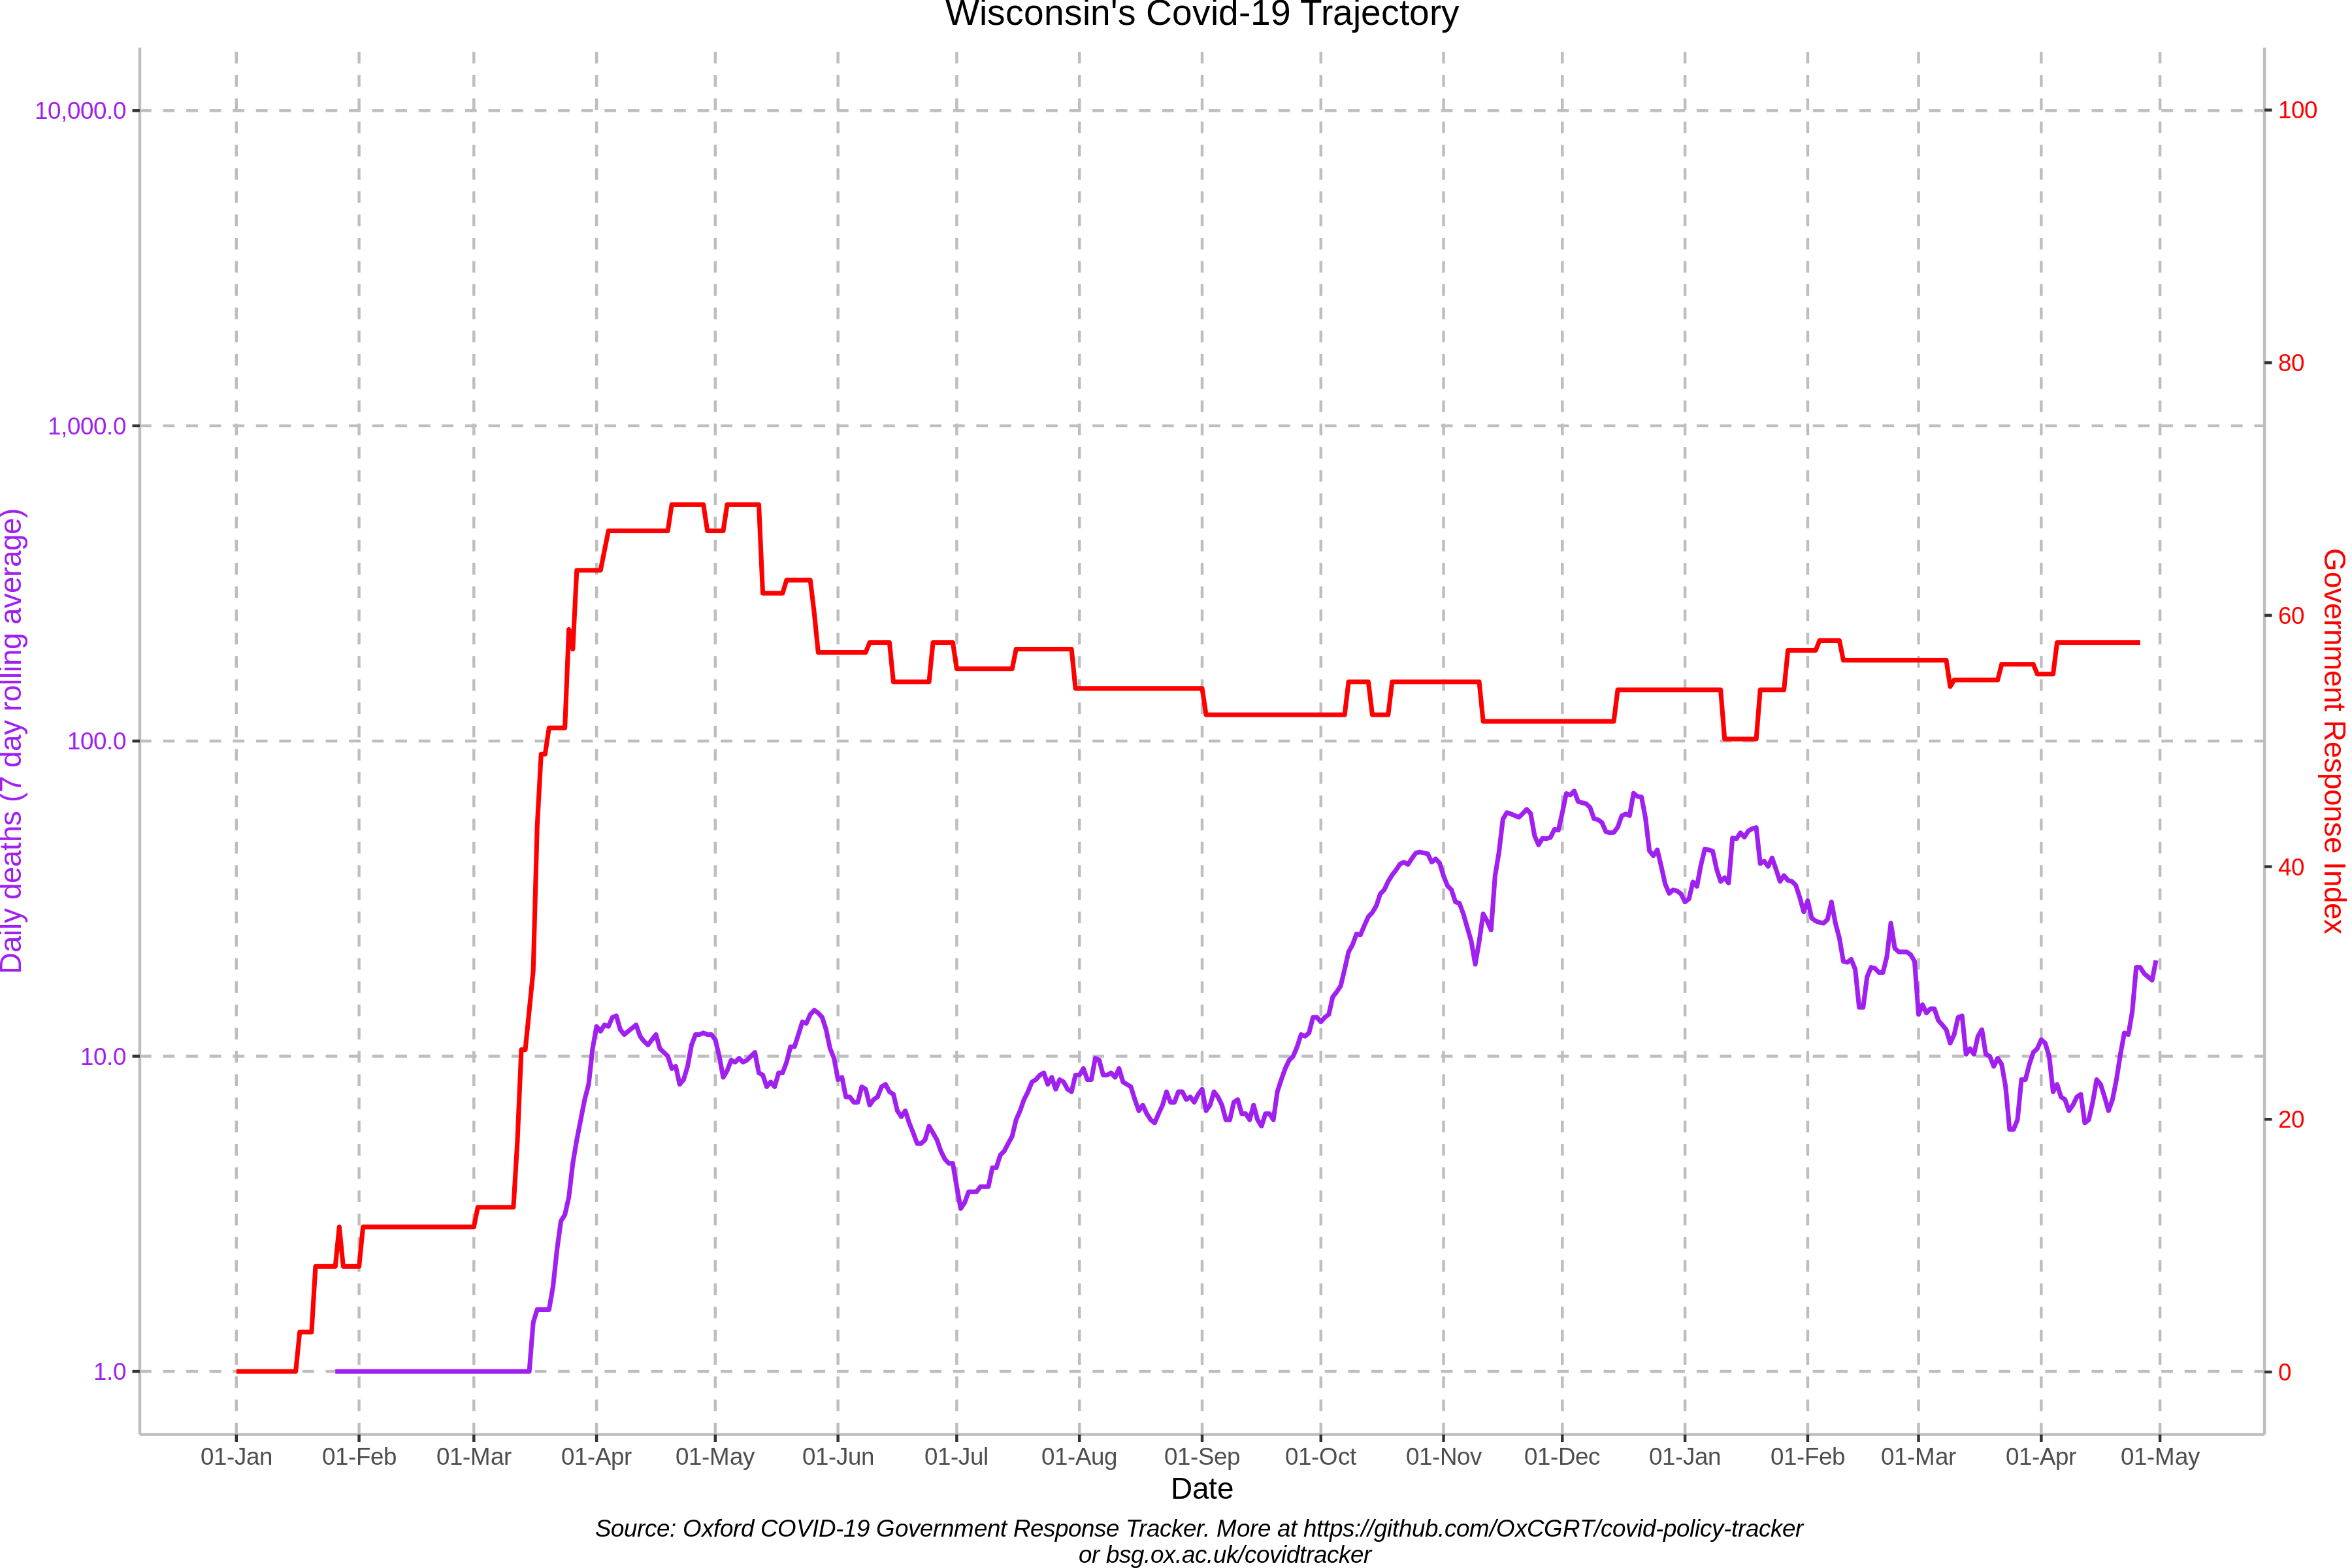 Wisconsin's Covid-19 Trajectory
10,000.0
1,000.0
100.0
10.0
1.0
Daily deaths (7 day rolling average)
100
80
60
40
20
0
Government Response Index
01-Jan 01-Feb 01-Mar 01-Apr 01-May 01-Jun 01-Jul 01-Aug 01-Sep 01-Oct 01-Nov 01-Dec 01-Jan 01-Feb 01-Mar 01-Apr 01-May
Date
Source: Oxford COVID-19 Government Response Tracker. More at https://github.com/OxCGRT/covid-policy-tracker
or bsg.ox.ac.uk/covidtracker